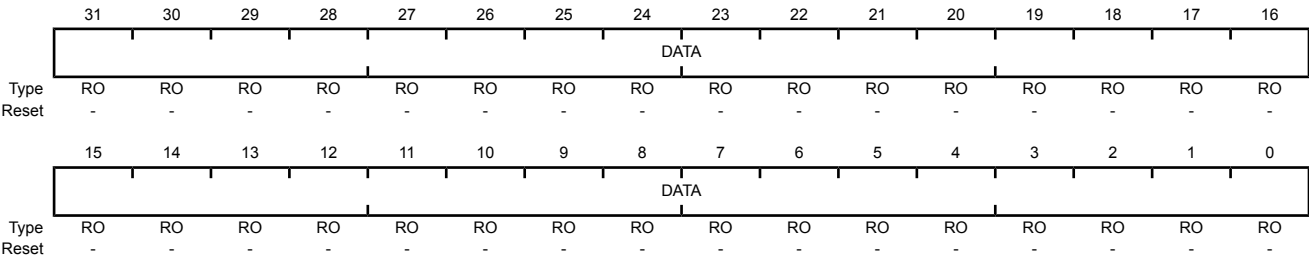 31 30 29 28 27 26 25 24 23 22 21 20 19 18 17 16
DATA
Type RO RO RO RO RO RO RO RO RO RO RO RO RO RO RO RO
Reset - - - - - - - - - - - - - - - -
15 14 13 12 11 10 9 8 7 6 5 4 3 2 1 0
DATA
Type RO RO RO RO RO RO RO RO RO RO RO RO RO RO RO RO
Reset - - - - - - - - - - - - - - - -